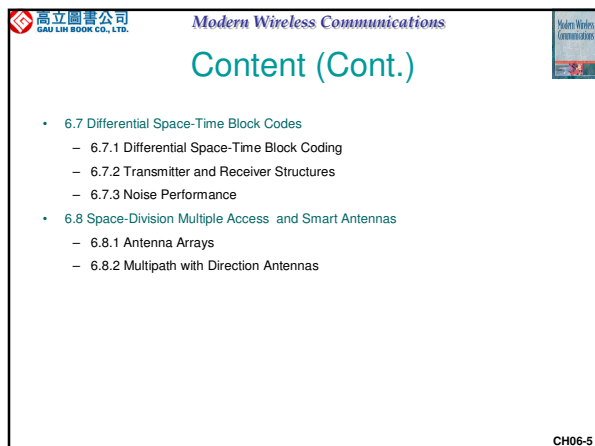 高立圖書公司
GAU LIH BOOK CO., LTD.
Modern Wireless Communications
Modern Wireless
Communications
Content (Cont.)
• 6.7 Differential Space-Time Block Codes
– 6.7.1 Differential Space-Time Block Coding
– 6.7.2 Transmitter and Receiver Structures
– 6.7.3 Noise Performance
• 6.8 Space-Division Multiple Access and Smart Antennas
– 6.8.1 Antenna Arrays
– 6.8.2 Multipath with Direction Antennas
CH06-5